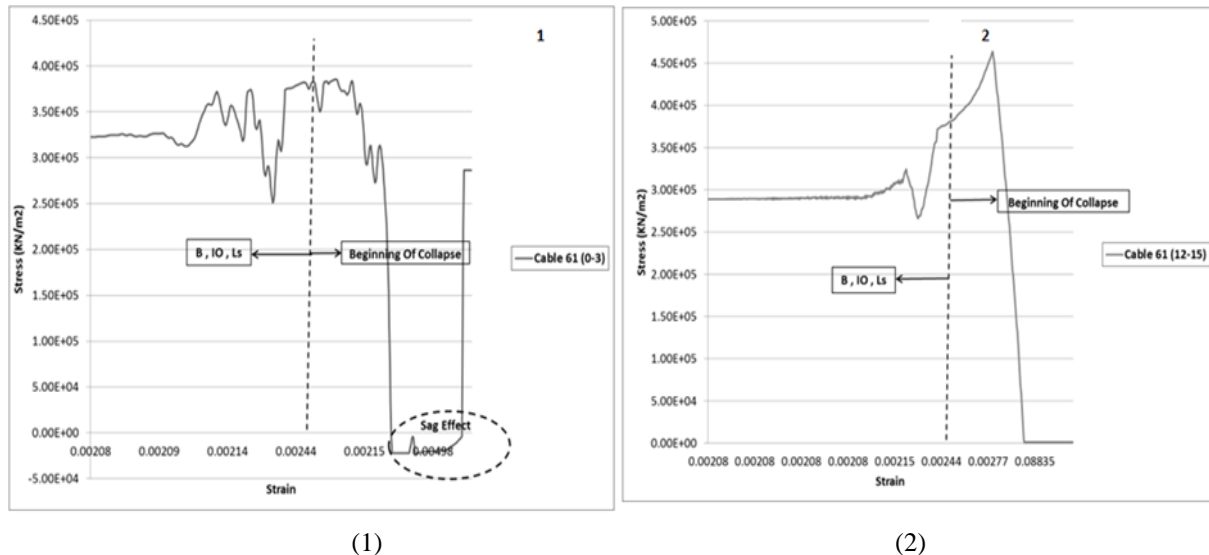 1
4.50E+05
4.00E+05
3.50E+05
3.00E+05
2.50E+05
2.00E+05
1.50E+05
1.00E+05
5.00E+04
0.00E+00
-5.00E+04
Stress (KN/m2)
B , IO , Ls
Beginning Of Collapse
Cable 61 (0-3)
Sag Effect
0.00208 0.00209 0.00214 0.00244 0.00215 0.00498
Strain
(1)
2
5.00E+05
4.50E+05
4.00E+05
3.50E+05
3.00E+05
2.50E+05
2.00E+05
1.50E+05
1.00E+05
5.00E+04
0.00E+00
Stress (KN/m2)
Beginning Of Collapse
B , IO , Ls
Cable 61 (12-15)
0.00208 0.00208 0.00208 0.00208 0.00215 0.00244 0.00277 0.08835
Strain
(2)